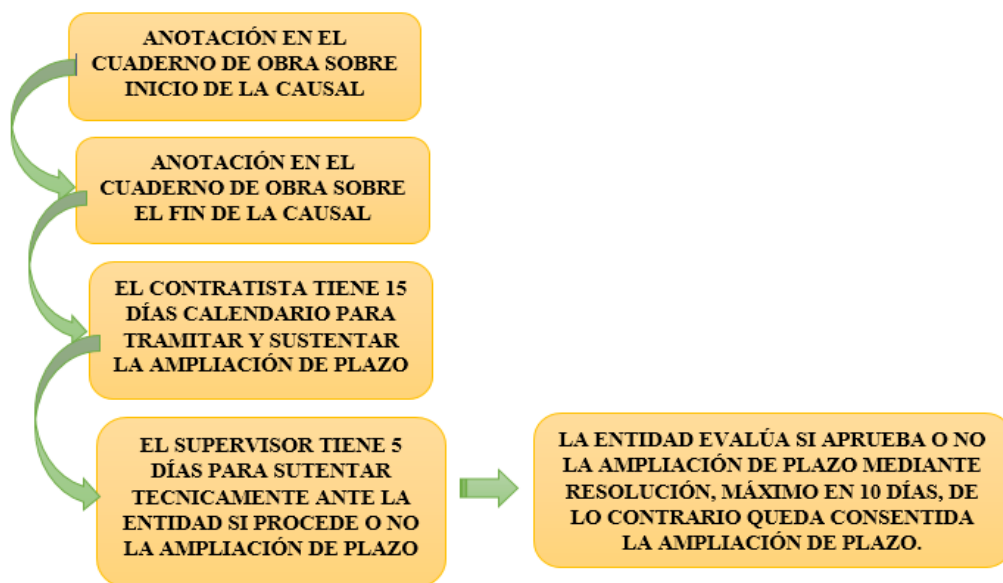 ANOTACIÓN EN EL
CUADERNO DE OBRA SOBRE
INICIO DE LA CAUSAL
ANOTACIÓN EN EL
CUADERNO DE OBRA SOBRE
EL FIN DE LA CAUSAL
EL CONTRATISTA TIENE 15
DÍAS CALENDARIO PARA
TRAMITAR Y SUSTENTAR
LA AMPLIACIÓN DE PLAZO
EL SUPERVISOR TIENE 5
DÍAS PARA SUTENTAR
TECNICAMENTE ANTE LA
ENTIDAD SI PROCEDE O NO
LA AMPLIACIÓN DE PLAZO
LA ENTIDAD EVALÚA SI APRUEBA O NO
LA AMPLIACIÓN DE PLAZO MEDIANTE
RESOLUCIÓN, MÁXIMO EN 10 DÍAS, DE
LO CONTRARIO QUEDA CONSENTIDA
LA AMPLIACIÓN DE PLAZO.